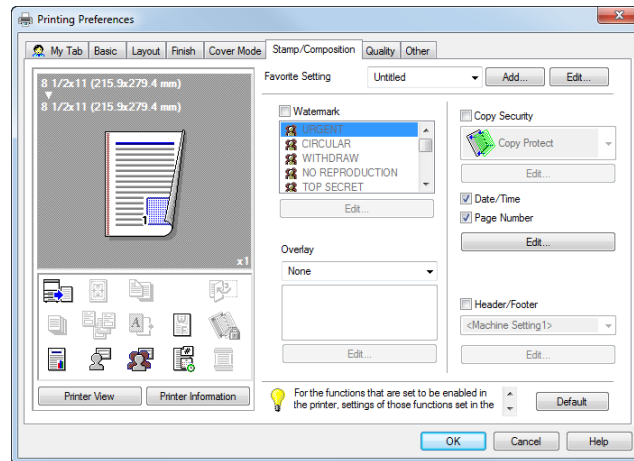 Printing Preferences
My Tab Basic Layout Finish Cover Mode Stamp/Composition Quality Other
8 1/2x11 (215.9x279.4 mm)
8 1/2x11 (215.9x279.4 mm)
1
x1
Printer View Printer Information
Favorite Setting Untitled Add... Edit...
Watermark
URGENT
CIRCULAR
WITHDRAW
NO REPRODUCTION
TOP SECRET
Edit...
Overlay
None
Edit...
Copy Security
Copy Protect
Edit...
Date/Time
Page Number
Edit...
Header/Footer
<Machine Setting1>
Edit...
For the functions that are set to be enabled in
the printer, settings of those functions set in the
Default
OK Cancel Help